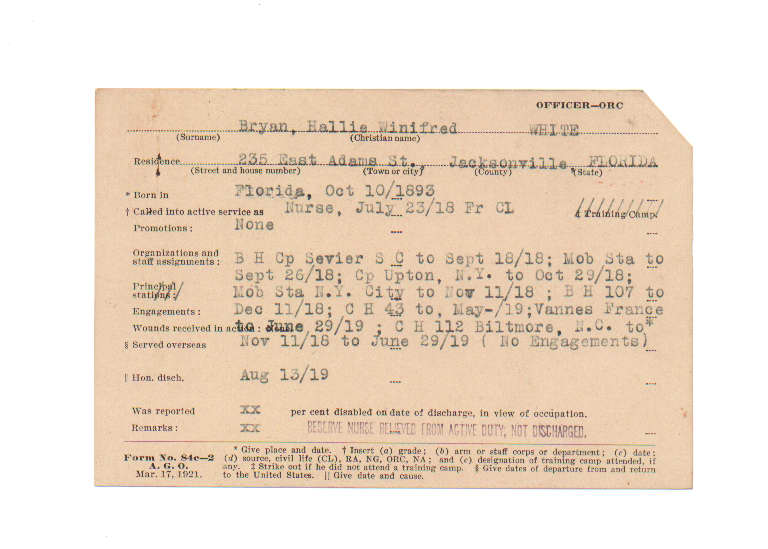 OFFICER—ORC
Bryan, Hallie Winifred WHITE
(Surname) (Christian name)
Residence 235 East Adams St. Jacksonville, FLORIDA
(Street and house number) (Town or city) (County) (State)
* Born in Florida, Oct 10/1893
† Called into active service as Nurse, July 23/18 Fr CL ‡ Training Camp
Promotions: None
Organizations and
staff assignments: B H Cp Sevier S C to Sept 18/18; Mob Sta to
Sept 26/18; Cp Upton, N.Y. to Oct 29/18;
Principal
stations: Mob Sta N.Y. City to Nov 11/18 ; B H 107 to
Engagements: Dec 11/18; C H 43 to, May-/19;Vannes France
Wounds received in action: to June 29/19 ; C H 112 Biltmore, N.C. to*
§ Served overseas Nov 11/18 to June 29/19 ( No Engagements)
|| Hon. disch. Aug 13/19
Was reported XX per cent disabled on date of discharge, in view of occupation.
Remarks: XX RESERVE NURSE RELIEVED FROM ACTIVE DUTY, NOT DISCHARGED.
Form No. 84c—2
A. G. O.
Mar. 17, 1921.
* Give place and date. † Insert (a) grade; (b) arm or staff corps or department; (c) date;
(d) source, civil life (CL), RA, NG, ORC, NA; and (e) designation of training camp attended, if
any. ‡ Strike out if he did not attend a training camp. § Give dates of departure from and return
to the United States. || Give date and cause.